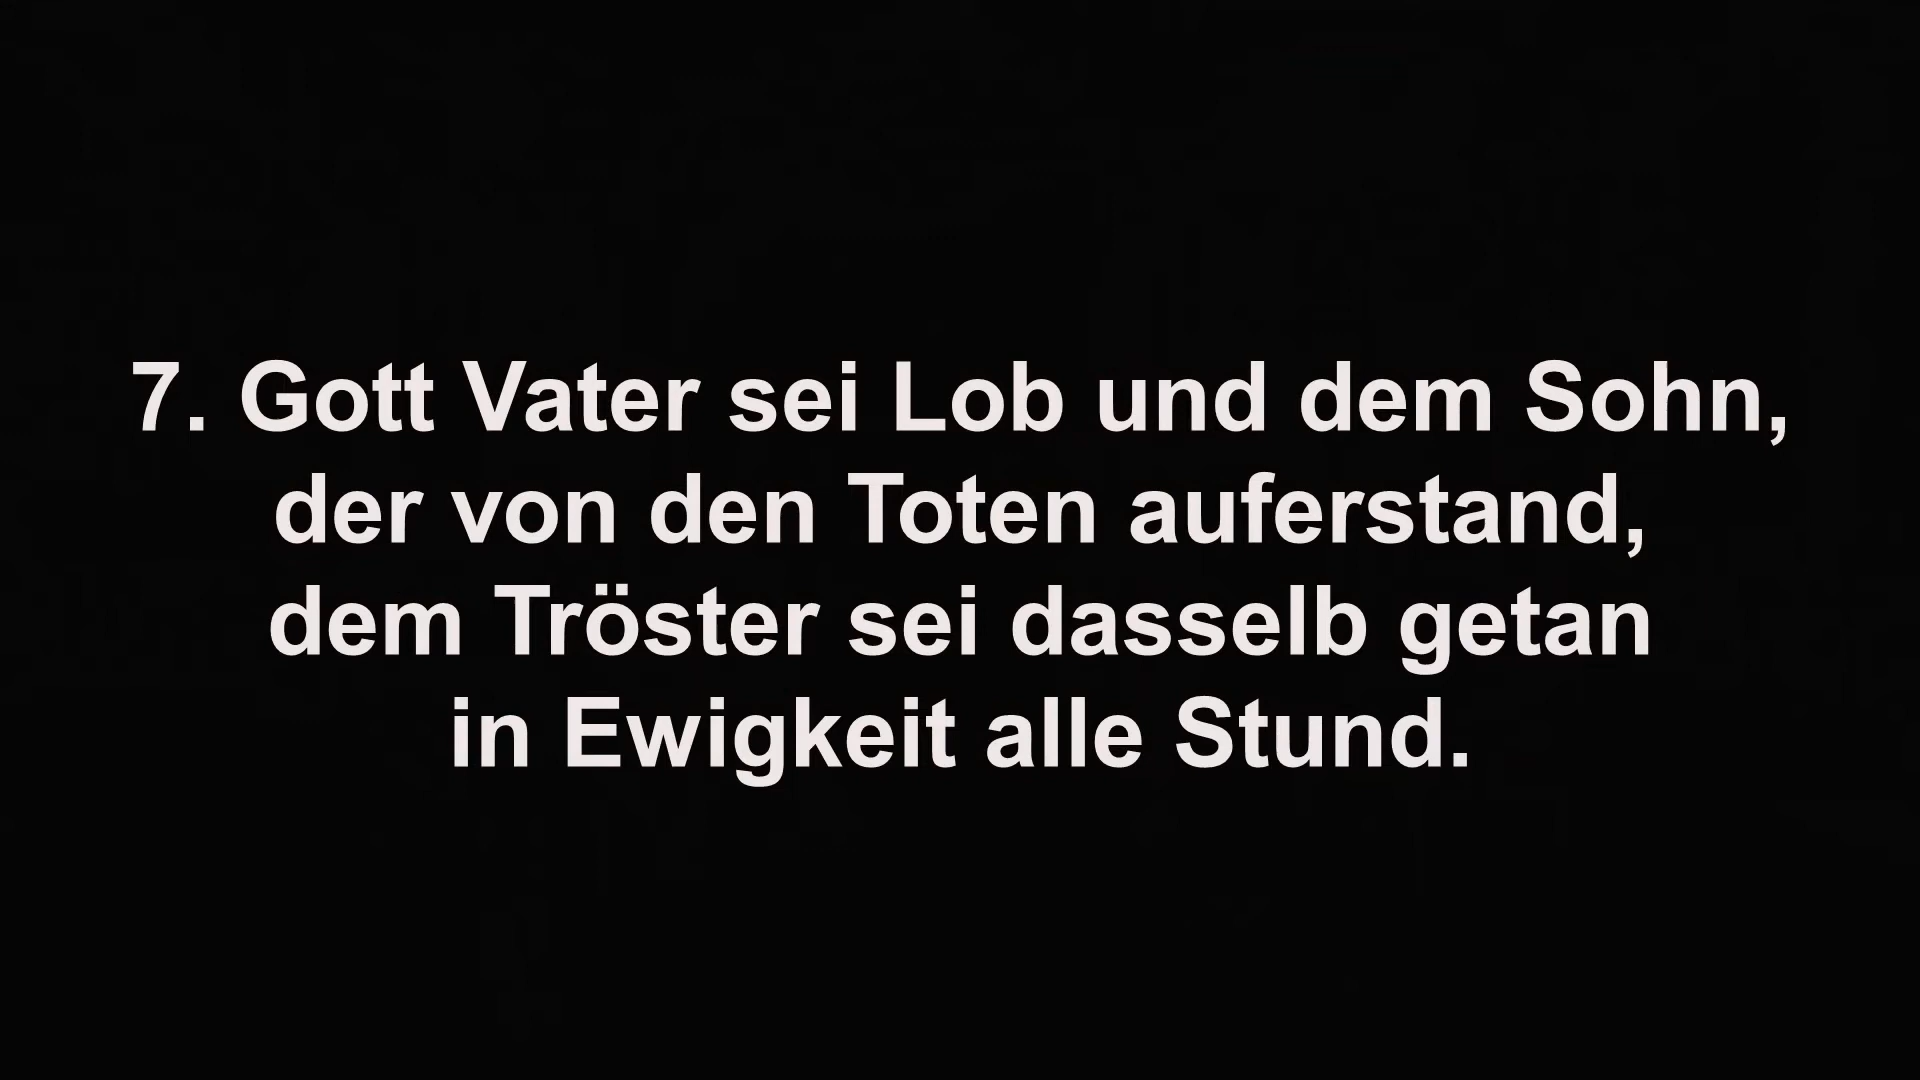 7. Gott Vater sei Lob und dem Sohn,
der von den Toten auferstand,
dem Tröster sei dasselb getan
in Ewigkeit alle Stund.